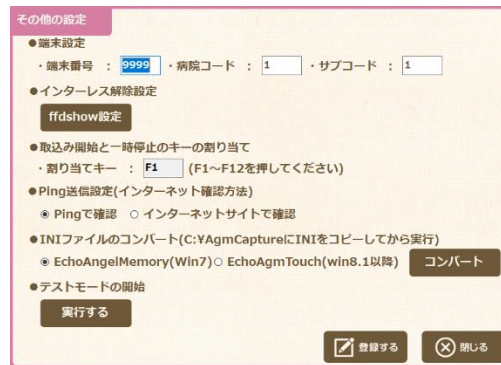 その他の設定
●端末設定
・端末番号 : 9999 ・病院コード : 1 ・サブコード : 1
●インターレス解除設定
ffdshow設定
●取込み開始と一時停止のキーの割り当て
・割り当てキー : F1 (F1～F12を押してください)
●Ping送信設定(インターネット確認方法)
Pingで確認 インターネットサイトで確認
●INIファイルのコンバート(C:¥AgmCaptureにINIをコピーしてから実行)
EchoAngelMemory(Win7) EchoAgmTouch(win8.1以降) コンバート
●テストモードの開始
実行する
登録する 閉じる